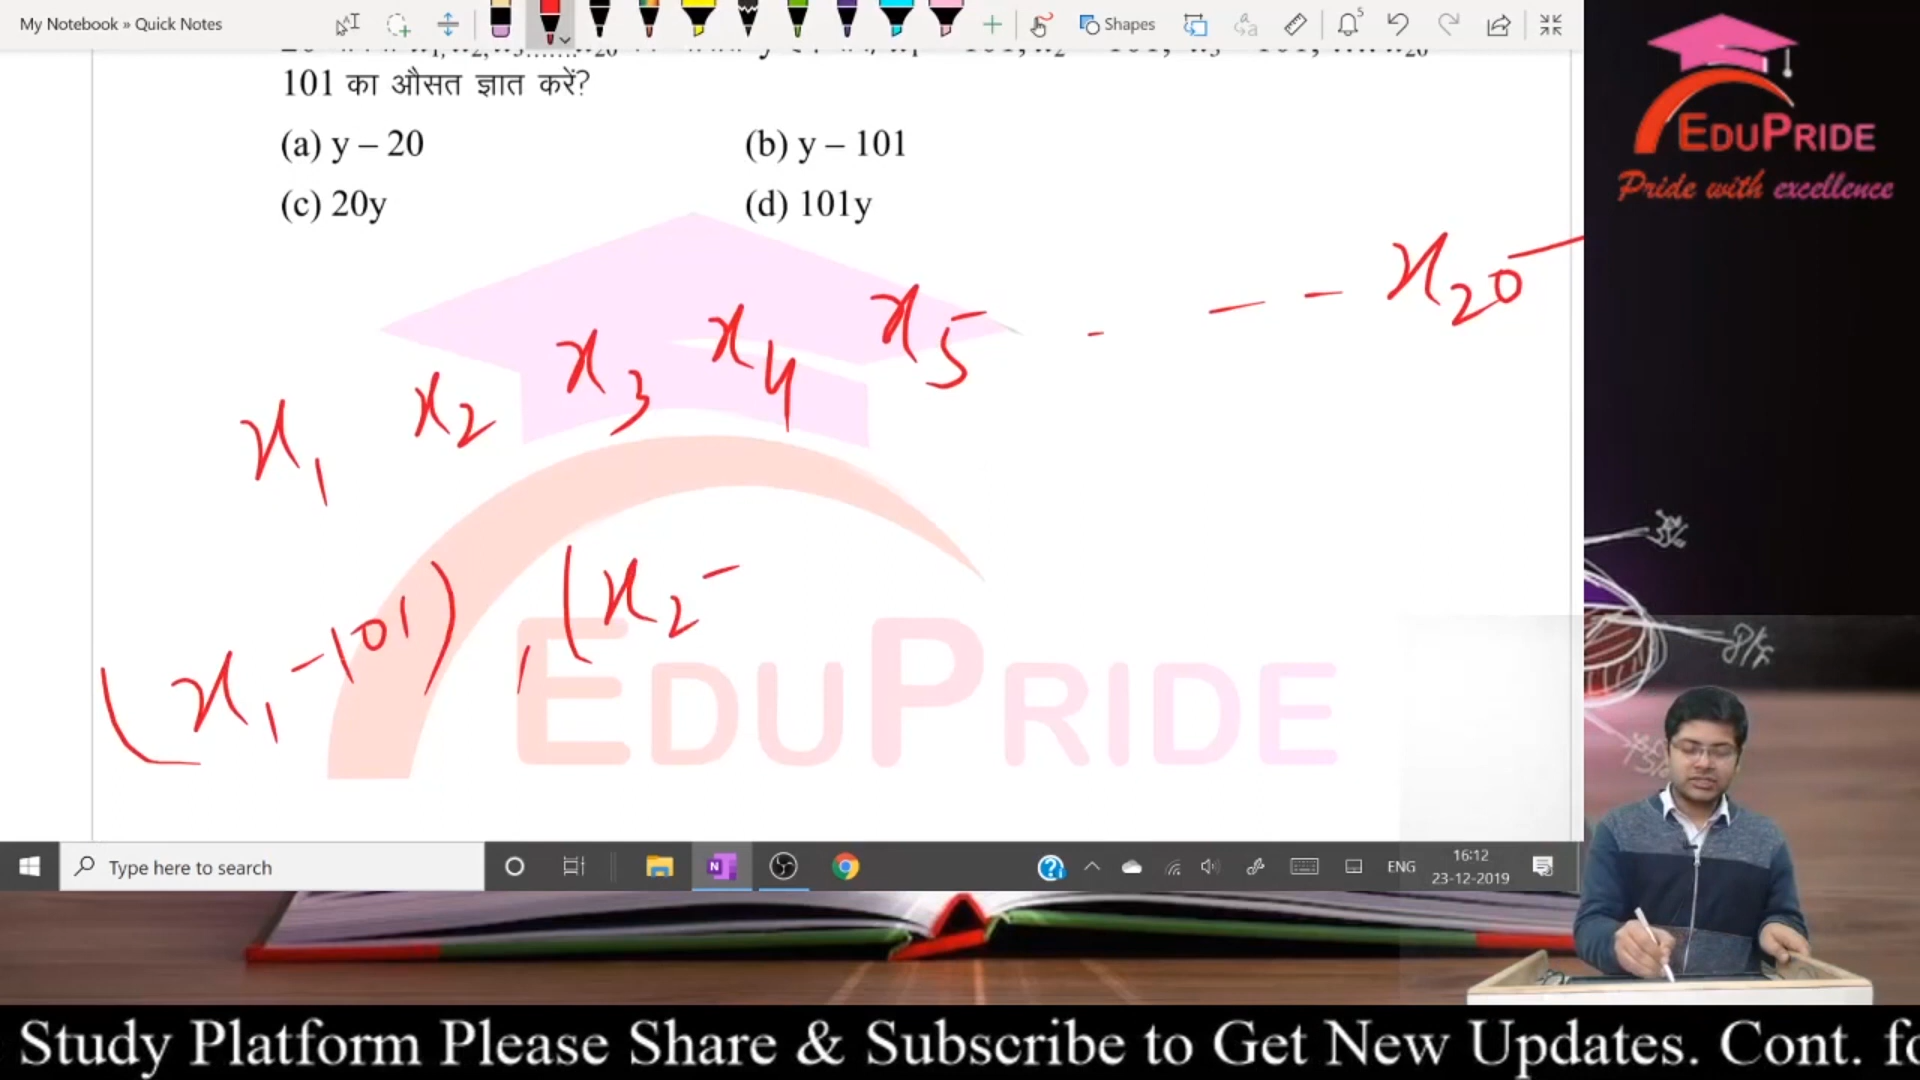 My Notebook » Quick Notes
Shapes
5
101 का औसत ज्ञात करें?
(a) y – 20
(b) y – 101
(c) 20y
(d) 101y
x₁ x₂ x₃ x₄ x₅ - - - x₂₀
(x₁ -101) , (x₂ -
EDUPRIDE
EDUPRIDE
Pride with excellence
Type here to search
ENG
16:12
23-12-2019
Study Platform Please Share & Subscribe to Get New Updates. Cont. fo